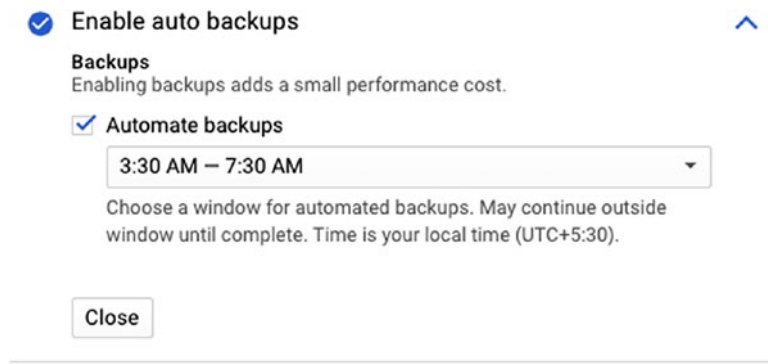 Enable auto backups
Backups
Enabling backups adds a small performance cost.
Automate backups
3:30 AM — 7:30 AM
Choose a window for automated backups. May continue outside
window until complete. Time is your local time (UTC+5:30).
Close